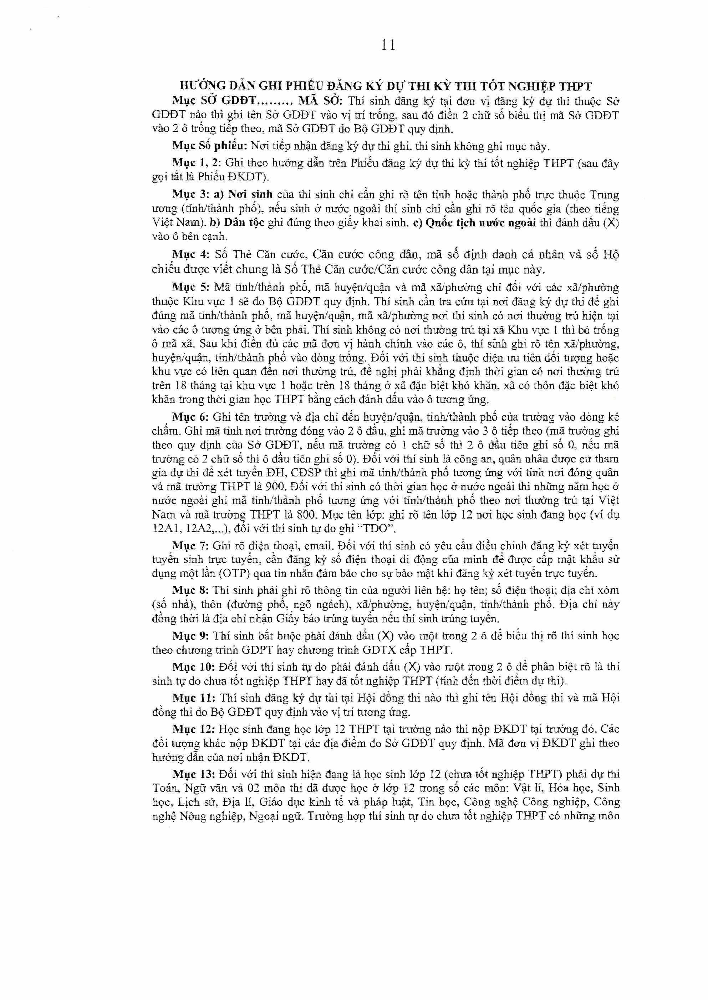 11
HƯỚNG DẪN GHI PHIẾU ĐĂNG KÝ DỰ THI KỲ THI TỐT NGHIỆP THPT
Mục SỞ GDĐT......... MÃ SỞ: Thí sinh đăng ký tại đơn vị đăng ký dự thi thuộc Sở
GDĐT nào thì ghi tên Sở GDĐT vào vị trí trống, sau đó điền 2 chữ số biểu thị mã Sở GDĐT
vào 2 ô trống tiếp theo, mã Sở GDĐT do Bộ GDĐT quy định.
Mục Số phiếu: Nơi tiếp nhận đăng ký dự thi ghi, thí sinh không ghi mục này.
Mục 1, 2: Ghi theo hướng dẫn trên Phiếu đăng ký dự thi kỳ thi tốt nghiệp THPT (sau đây
gọi tắt là Phiếu ĐKDT).
Mục 3: a) Nơi sinh của thí sinh chỉ cần ghi rõ tên tỉnh hoặc thành phố trực thuộc Trung
ương (tỉnh/thành phố), nếu sinh ở nước ngoài thí sinh chỉ cần ghi rõ tên quốc gia (theo tiếng
Việt Nam). b) Dân tộc ghi đúng theo giấy khai sinh. c) Quốc tịch nước ngoài thì đánh dấu (X)
vào ô bên cạnh.
Mục 4: Số Thẻ Căn cước, Căn cước công dân, mã số định danh cá nhân và số Hộ
chiếu được viết chung là Số Thẻ Căn cước/Căn cước công dân tại mục này.
Mục 5: Mã tỉnh/thành phố, mã huyện/quận và mã xã/phường chỉ đối với các xã/phường
thuộc Khu vực 1 sẽ do Bộ GDĐT quy định. Thí sinh cần tra cứu tại nơi đăng ký dự thi để ghi
đúng mã tỉnh/thành phố, mã huyện/quận, mã xã/phường nơi thí sinh có nơi thường trú hiện tại
vào các ô tương ứng ở bên phải. Thí sinh không có nơi thường trú tại xã Khu vực 1 thì bỏ trống
ô mã xã. Sau khi điền đủ các mã đơn vị hành chính vào các ô, thí sinh ghi rõ tên xã/phường,
huyện/quận, tỉnh/thành phố vào dòng trống. Đối với thí sinh thuộc diện ưu tiên đối tượng hoặc
khu vực có liên quan đến nơi thường trú, đề nghị phải khẳng định thời gian có nơi thường trú
trên 18 tháng tại khu vực 1 hoặc trên 18 tháng ở xã đặc biệt khó khăn, xã có thôn đặc biệt khó
khăn trong thời gian học THPT bằng cách đánh dấu vào ô tương ứng.
Mục 6: Ghi tên trường và địa chỉ đến huyện/quận, tỉnh/thành phố của trường vào dòng kẻ
chấm. Ghi mã tỉnh nơi trường đóng vào 2 ô đầu, ghi mã trường vào 3 ô tiếp theo (mã trường ghi
theo quy định của Sở GDĐT, nếu mã trường có 1 chữ số thì 2 ô đầu tiên ghi số 0, nếu mã
trường có 2 chữ số thì ô đầu tiên ghi số 0). Đối với thí sinh là công an, quân nhân được cử tham
gia dự thi để xét tuyển ĐH, CĐSP thì ghi mã tỉnh/thành phố tương ứng với tỉnh nơi đóng quân
và mã trường THPT là 900. Đối với thí sinh có thời gian học ở nước ngoài thì những năm học ở
nước ngoài ghi mã tỉnh/thành phố tương ứng với tỉnh/thành phố theo nơi thường trú tại Việt
Nam và mã trường THPT là 800. Mục tên lớp: ghi rõ tên lớp 12 nơi học sinh đang học (ví dụ
12A1, 12A2,...), đối với thí sinh tự do ghi “TDO”.
Mục 7: Ghi rõ điện thoại, email. Đối với thí sinh có yêu cầu điều chỉnh đăng ký xét tuyển
tuyển sinh trực tuyến, cần đăng ký số điện thoại di động của mình để được cấp mật khẩu sử
dụng một lần (OTP) qua tin nhắn đảm bảo cho sự bảo mật khi đăng ký xét tuyển trực tuyến.
Mục 8: Thí sinh phải ghi rõ thông tin của người liên hệ: họ tên; số điện thoại; địa chỉ xóm
(số nhà), thôn (đường phố, ngõ ngách), xã/phường, huyện/quận, tỉnh/thành phố. Địa chỉ này
đồng thời là địa chỉ nhận Giấy báo trúng tuyển nếu thí sinh trúng tuyển.
Mục 9: Thí sinh bắt buộc phải đánh dấu (X) vào một trong 2 ô để biểu thị rõ thí sinh học
theo chương trình GDPT hay chương trình GDTX cấp THPT.
Mục 10: Đối với thí sinh tự do phải đánh dấu (X) vào một trong 2 ô để phân biệt rõ là thí
sinh tự do chưa tốt nghiệp THPT hay đã tốt nghiệp THPT (tính đến thời điểm dự thi).
Mục 11: Thí sinh đăng ký dự thi tại Hội đồng thi nào thì ghi tên Hội đồng thi và mã Hội
đồng thi do Bộ GDĐT quy định vào vị trí tương ứng.
Mục 12: Học sinh đang học lớp 12 THPT tại trường nào thì nộp ĐKDT tại trường đó. Các
đối tượng khác nộp ĐKDT tại các địa điểm do Sở GDĐT quy định. Mã đơn vị ĐKDT ghi theo
hướng dẫn của nơi nhận ĐKDT.
Mục 13: Đối với thí sinh hiện đang là học sinh lớp 12 (chưa tốt nghiệp THPT) phải dự thi
Toán, Ngữ văn và 02 môn thi đã được học ở lớp 12 trong số các môn: Vật lí, Hóa học, Sinh
học, Lịch sử, Địa lí, Giáo dục kinh tế và pháp luật, Tin học, Công nghệ Công nghiệp, Công
nghệ Nông nghiệp, Ngoại ngữ. Trường hợp thí sinh tự do chưa tốt nghiệp THPT có những môn